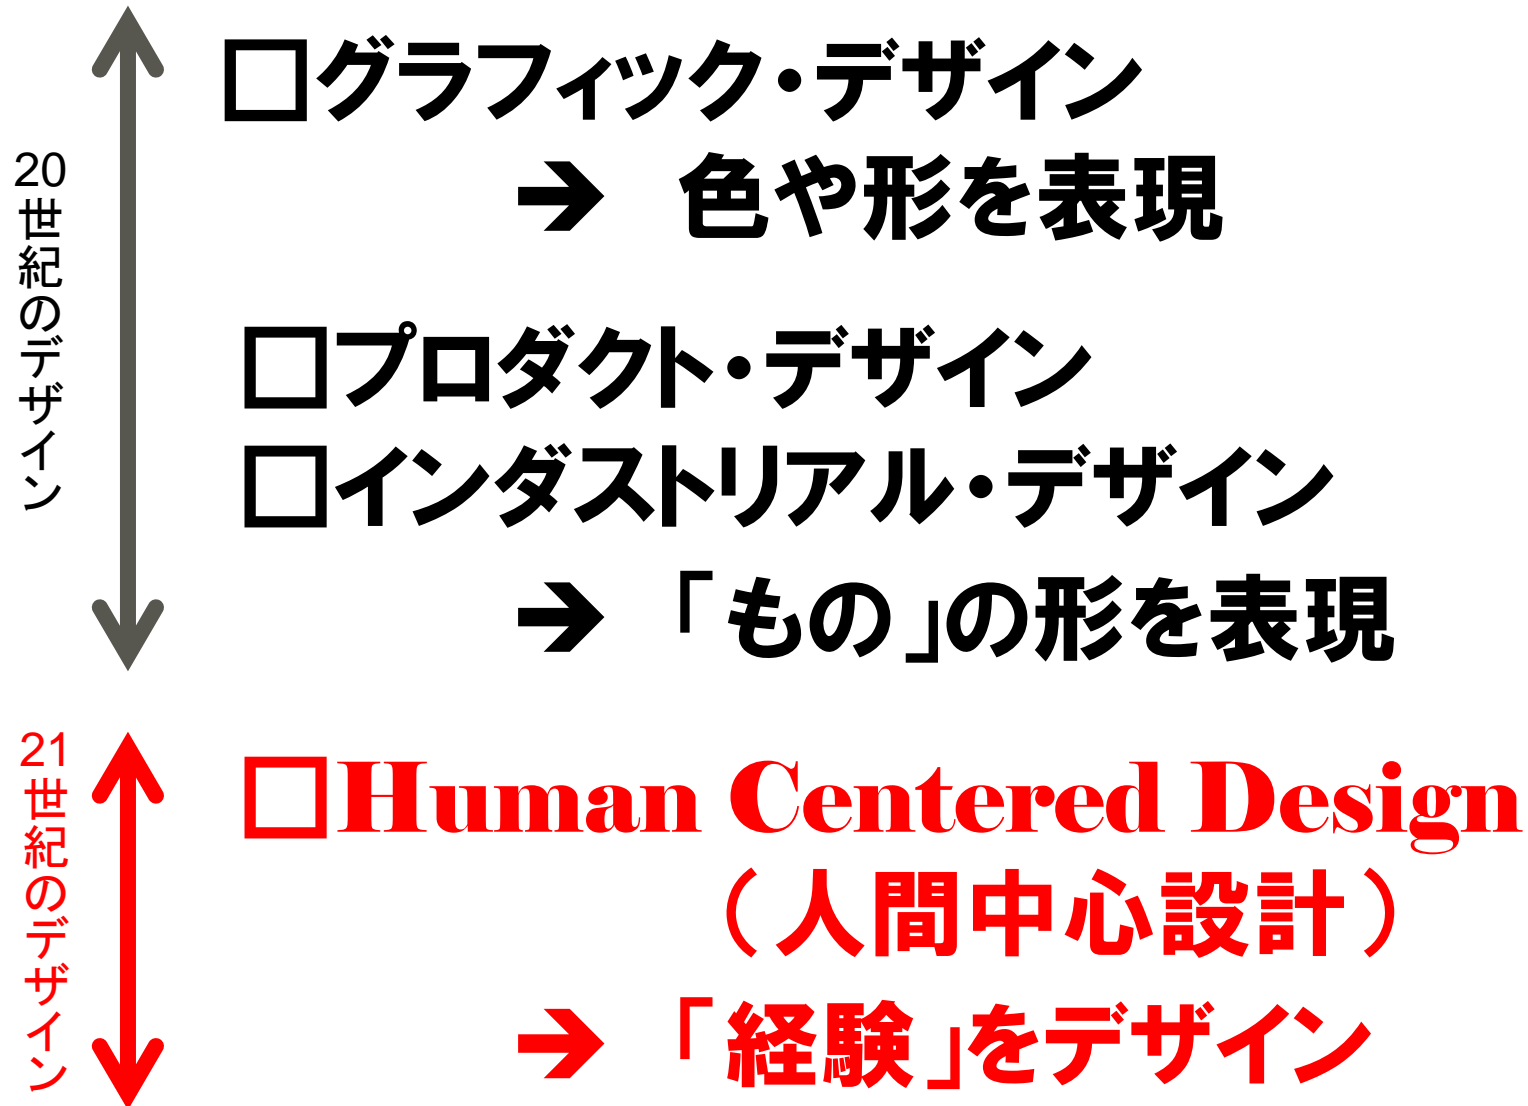 20世紀のデザイン
□グラフィック・デザイン
➔ 色や形を表現
□プロダクト・デザイン
□インダストリアル・デザイン
➔ 「もの」の形を表現
21世紀のデザイン
□Human Centered Design
（人間中心設計）
➔ 「経験」をデザイン